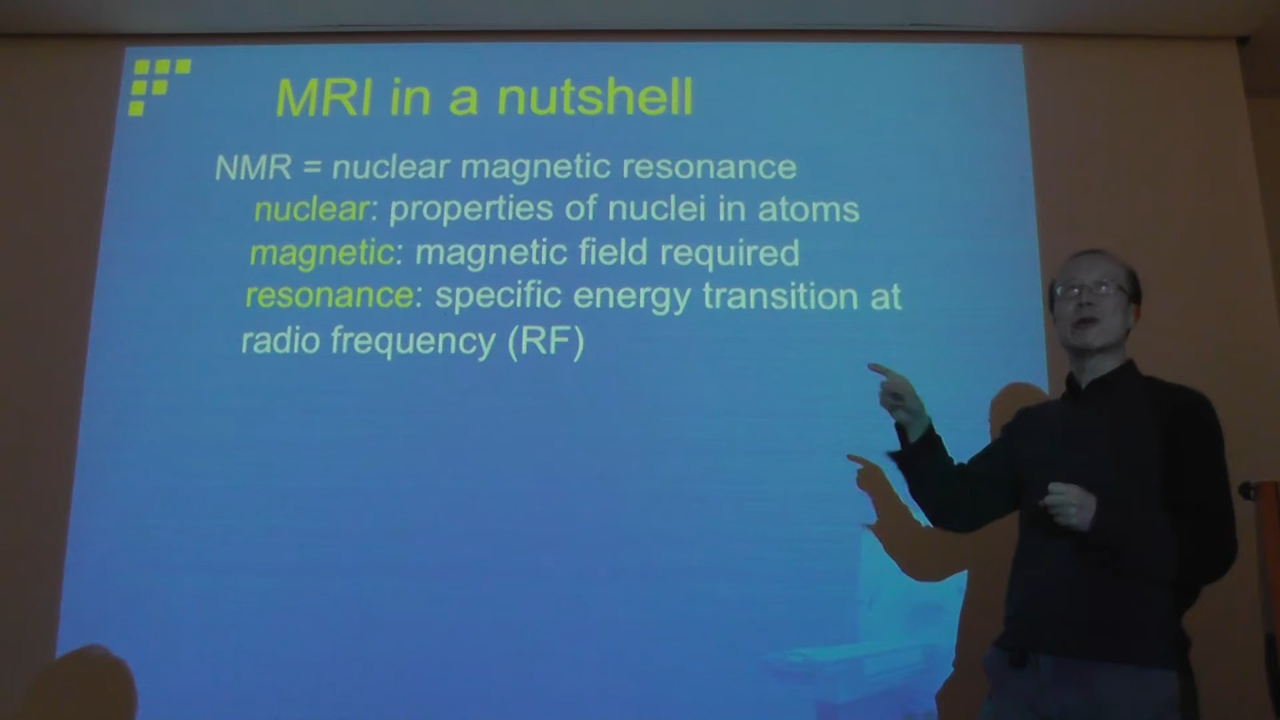 MRI in a nutshell
NMR = nuclear magnetic resonance
nuclear: properties of nuclei in atoms
magnetic: magnetic field required
resonance: specific energy transition at
radio frequency (RF)